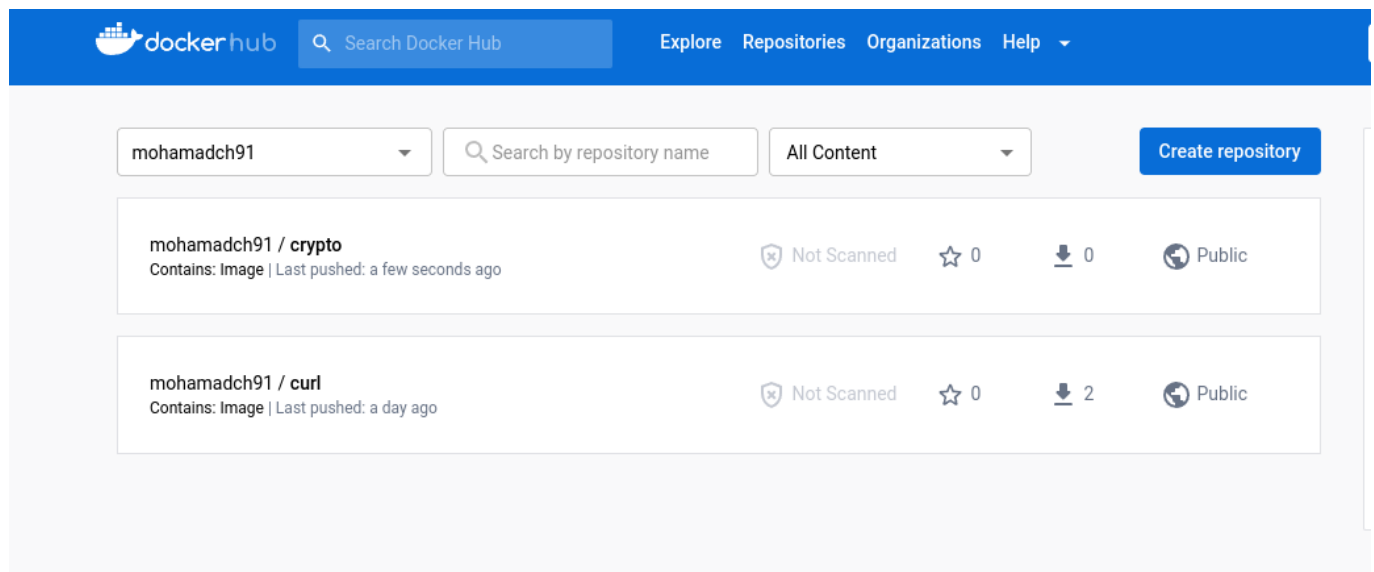 dockerhub Search Docker Hub Explore Repositories Organizations Help
mohamadch91 Search by repository name All Content Create repository
mohamadch91 / crypto
Contains: Image | Last pushed: a few seconds ago
Not Scanned 0 0 Public
mohamadch91 / curl
Contains: Image | Last pushed: a day ago
Not Scanned 0 2 Public